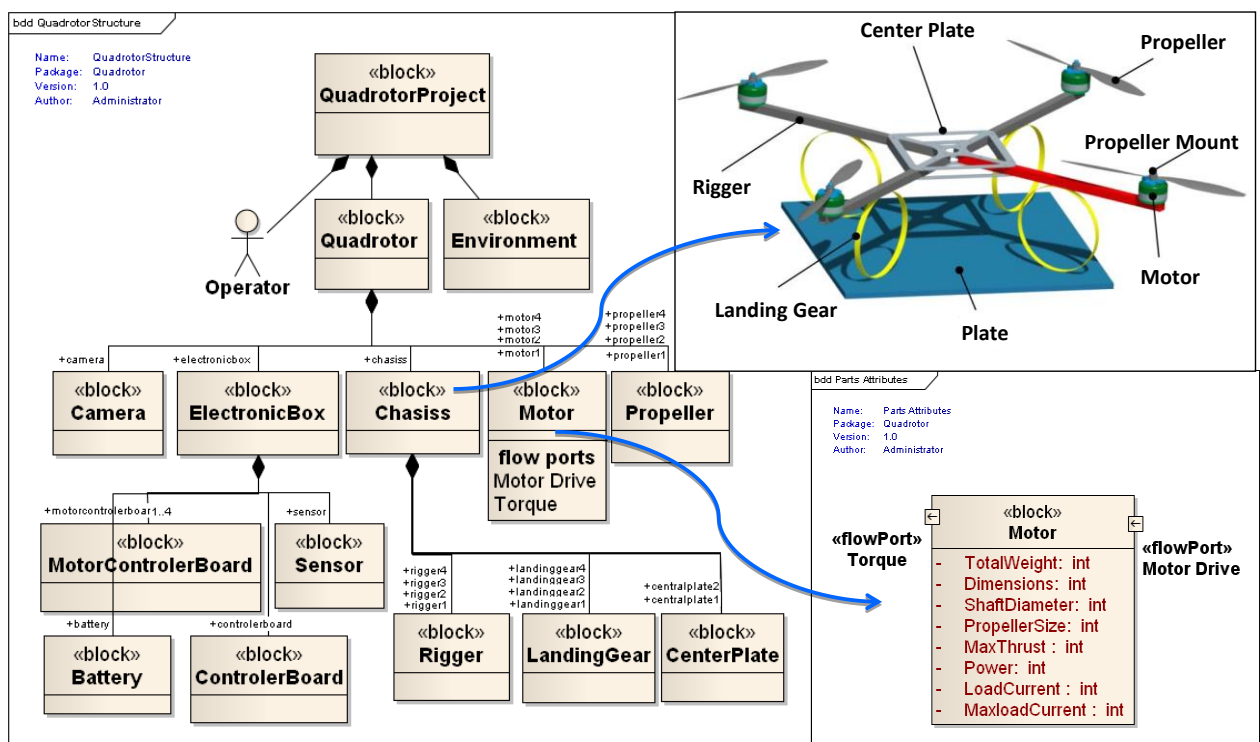 bdd QuadrotorStructure
Name: QuadrotorStructure
Package: Quadrotor
Version: 1.0
Author: Administrator
«block»
QuadrotorProject
Operator
«block»
Quadrotor
«block»
Environment
+camera
+electronicbox
+chasiss
+motor4
+motor3
+motor2
+motor1
+propeller4
+propeller3
+propeller2
+propeller1
«block»
Camera
«block»
ElectronicBox
«block»
Chasiss
«block»
Motor
flow ports
Motor Drive
Torque
«block»
Propeller
+motorcontrolerboar1..4
+sensor
«block»
MotorControlerBoard
«block»
Sensor
+battery
+controlerboard
«block»
Battery
«block»
ControlerBoard
+rigger4
+rigger3
+rigger2
+rigger1
+landinggear4
+landinggear3
+landinggear2
+landinggear1
+centralplate2
+centralplate1
«block»
Rigger
«block»
LandingGear
«block»
CenterPlate
Center Plate
Propeller
Propeller Mount
Rigger
Landing Gear
Motor
Plate
bdd Parts Attributes
Name: Parts Attributes
Package: Quadrotor
Version: 1.0
Author: Administrator
«flowPort»
Torque
«block»
Motor
«flowPort»
Motor Drive
- TotalWeight: int
- Dimensions: int
- ShaftDiameter: int
- PropellerSize: int
- MaxThrust : int
- Power: int
- LoadCurrent : int
- MaxloadCurrent : int